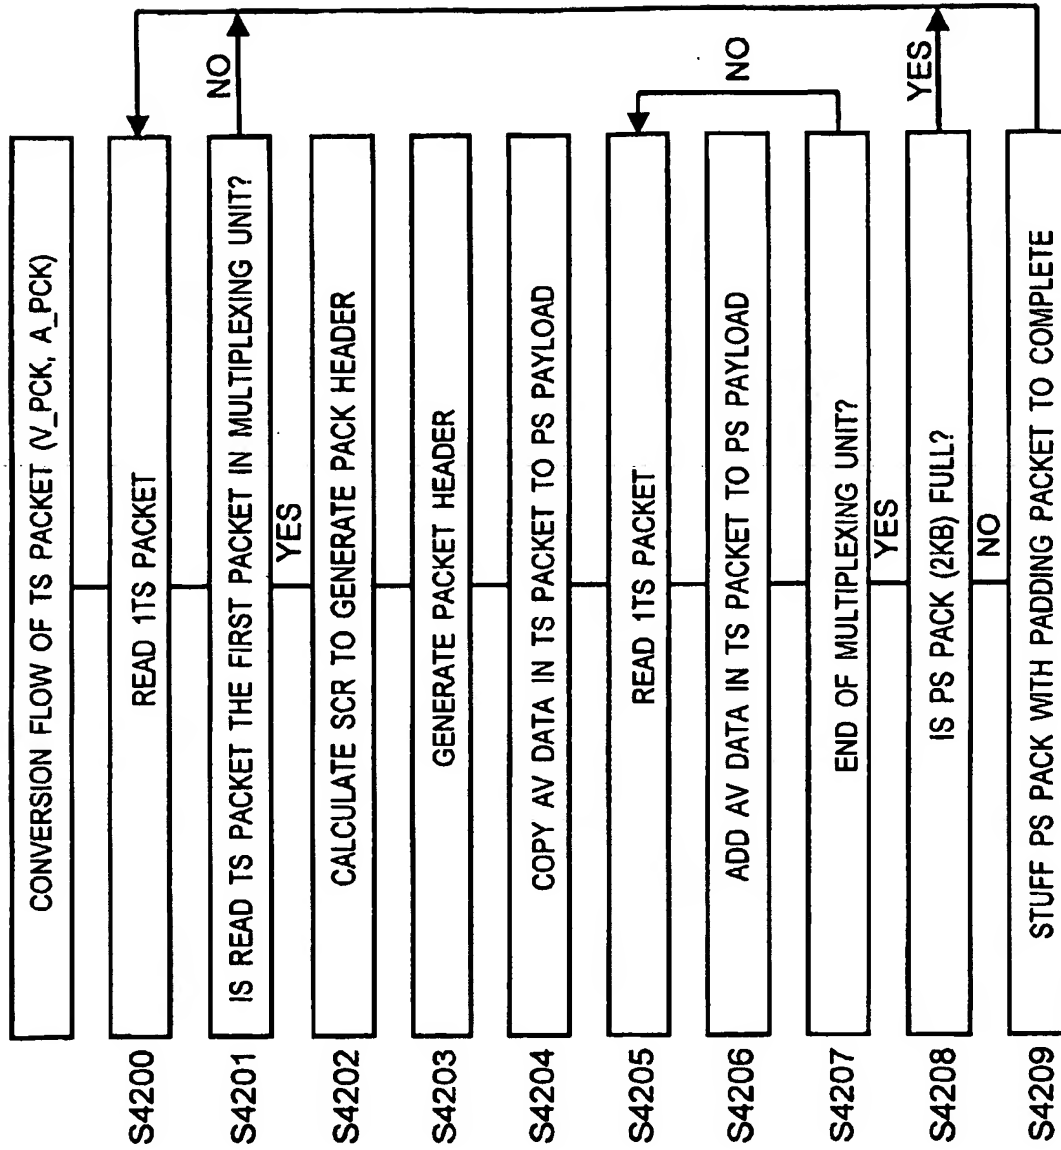 CONVERSION FLOW OF TS PACKET (V_PCK, A_PCK)
S4200 READ 1TS PACKET
S4201 IS READ TS PACKET THE FIRST PACKET IN MULTIPLEXING UNIT? NO
YES
S4202 CALCULATE SCR TO GENERATE PACK HEADER
S4203 GENERATE PACKET HEADER
S4204 COPY AV DATA IN TS PACKET TO PS PAYLOAD
S4205 READ 1TS PACKET
S4206 ADD AV DATA IN TS PACKET TO PS PAYLOAD
NO
S4207 END OF MULTIPLEXING UNIT?
YES
S4208 IS PS PACK (2KB) FULL? YES
NO
S4209 STUFF PS PACK WITH PADDING PACKET TO COMPLETE